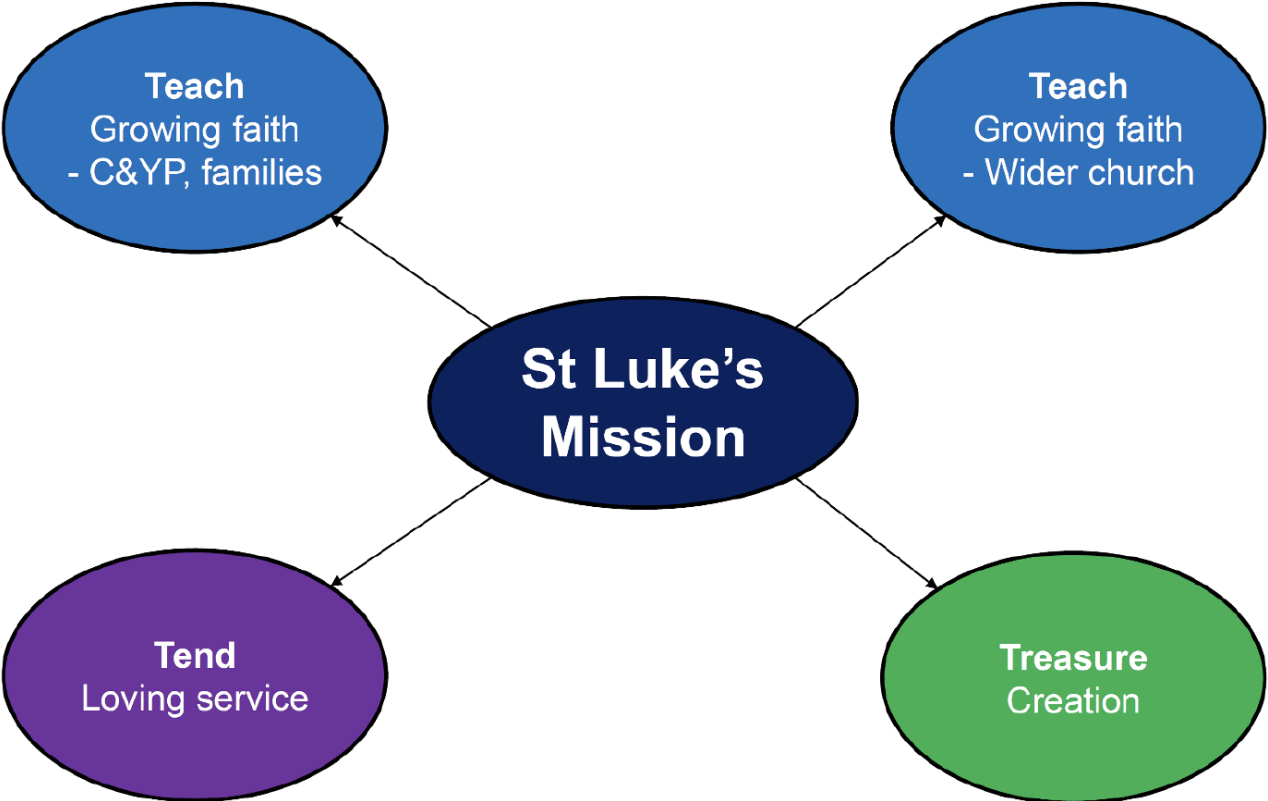 Teach
Growing faith
- C&YP, families
Teach
Growing faith
- Wider church
St Luke’s
Mission
Tend
Loving service
Treasure
Creation